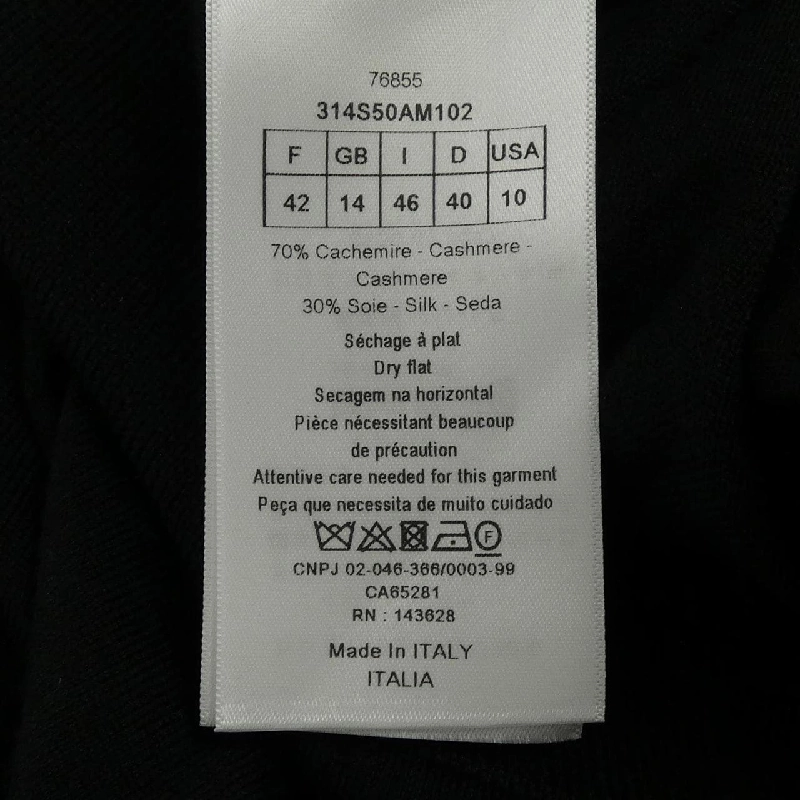 76855
314S50AM102
F GB I D USA
42 14 46 40 10
70% Cachemire - Cashmere -
Cashmere
30% Soie - Silk - Seda
Séchage à plat
Dry flat
Secagem na horizontal
Pièce nécessitant beaucoup
de précaution
Attentive care needed for this garment
Peça que necessita de muito cuidado
F
CNPJ 02-046-366/0003-99
CA65281
RN : 143628
Made In ITALY
ITALIA